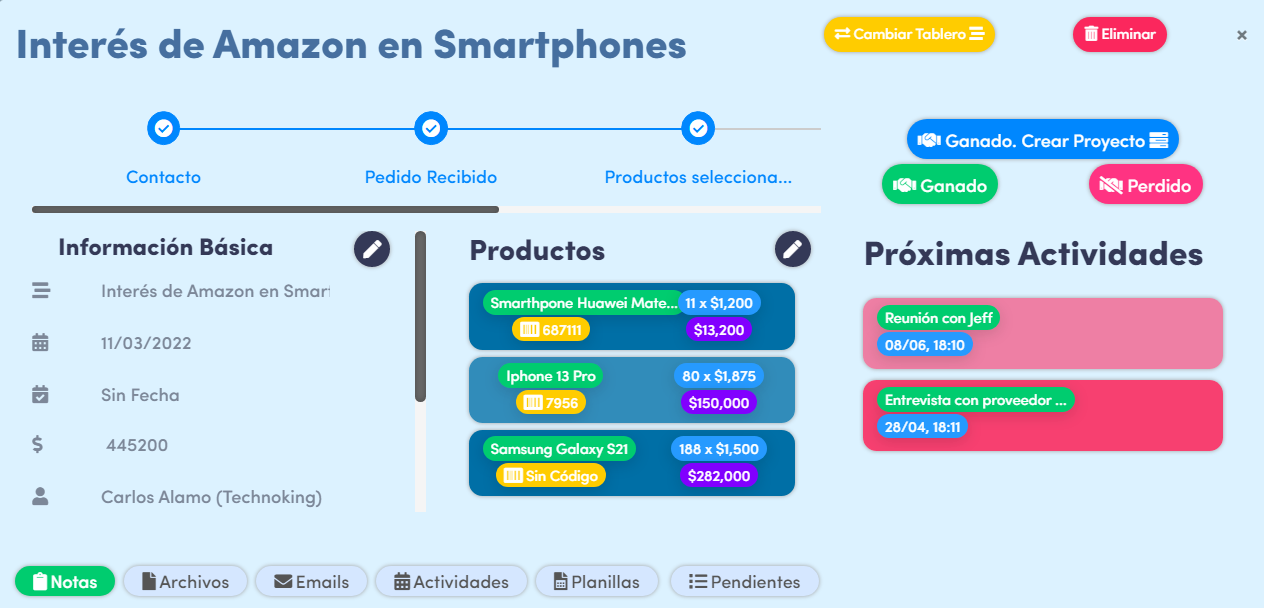 Interés de Amazon en Smartphones
Cambiar Tablero
Eliminar
×
Contacto
Pedido Recibido
Productos selecciona...
Ganado. Crear Proyecto
Ganado
Perdido
Información Básica
Interés de Amazon en Smart
11/03/2022
Sin Fecha
$ 445200
Carlos Alamo (Technoking)
Productos
Smarthpone Huawei Mate... 11 x $1,200
687111 $13,200
Iphone 13 Pro 80 x $1,875
7956 $150,000
Samsung Galaxy S21 188 x $1,500
Sin Código $282,000
Próximas Actividades
Reunión con Jeff
08/06, 18:10
Entrevista con proveedor ...
28/04, 18:11
Notas
Archivos
Emails
Actividades
Planillas
Pendientes